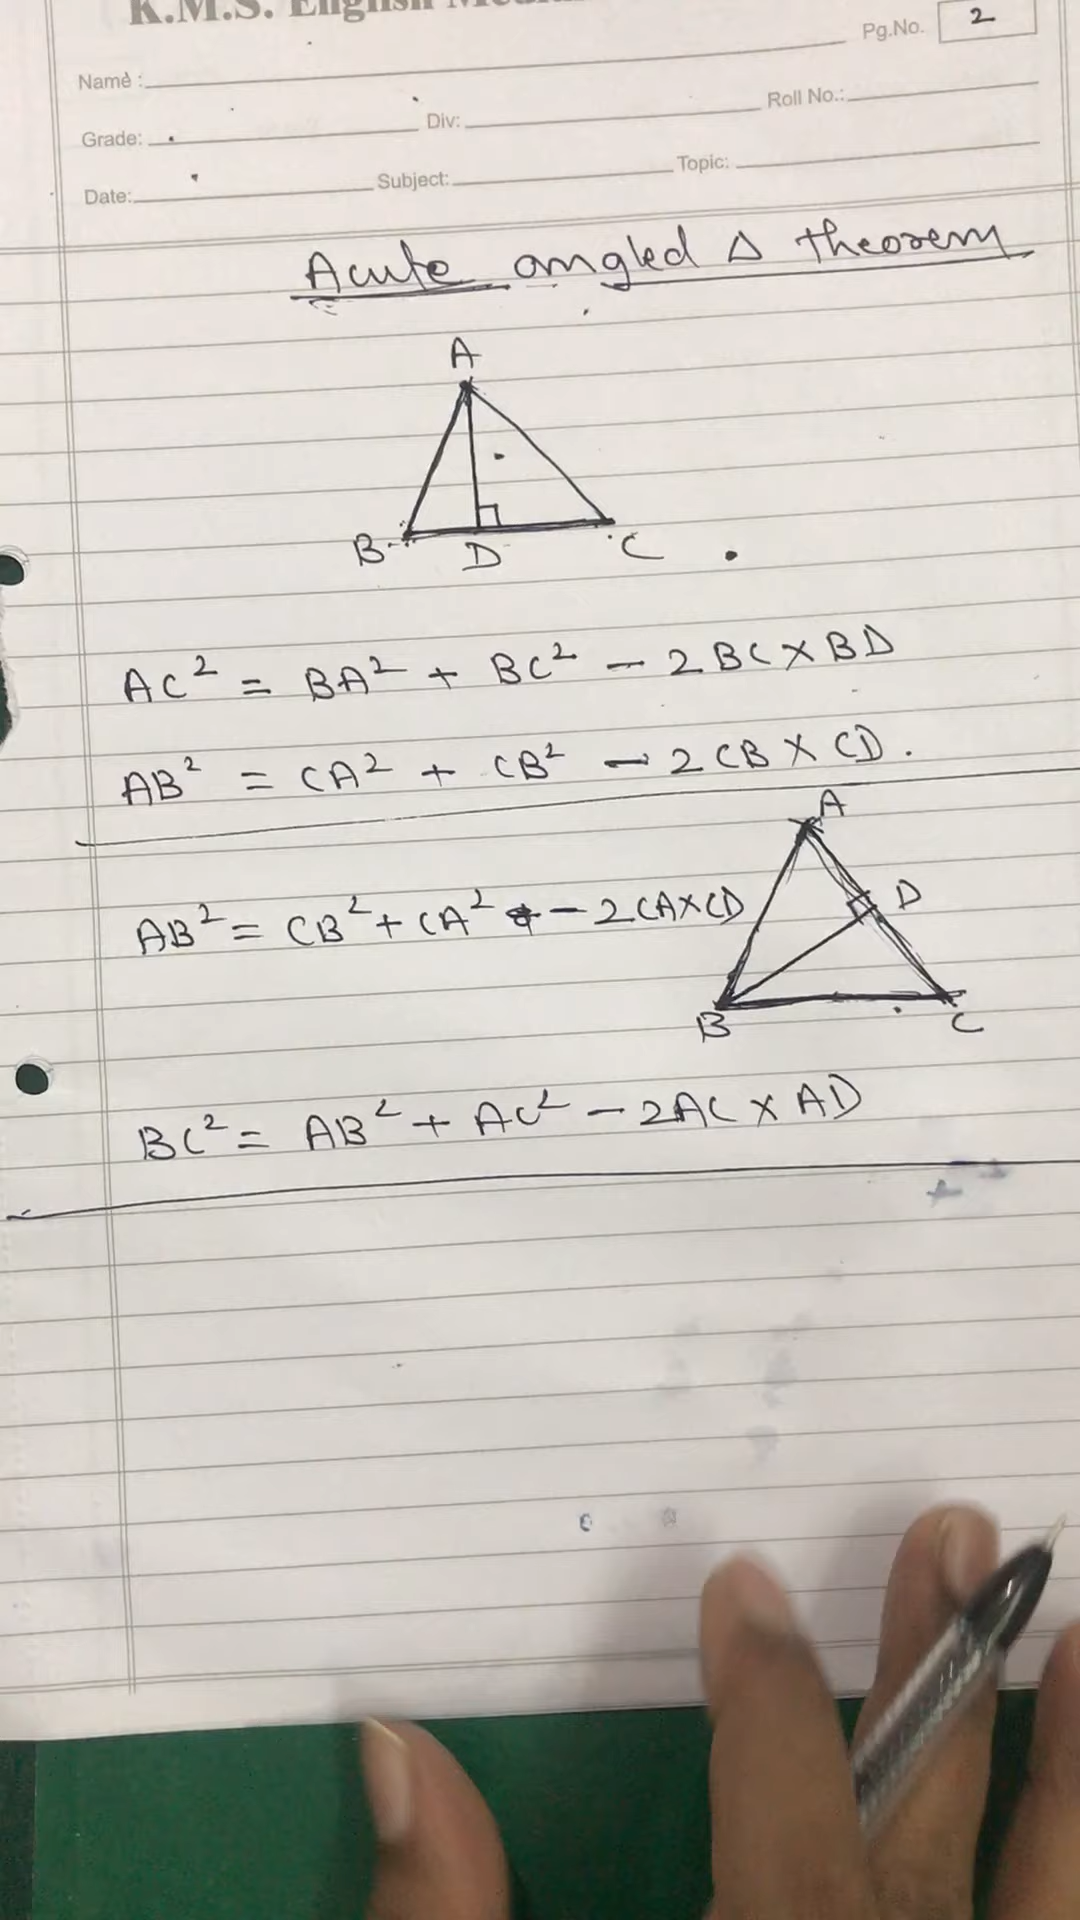 K.M.S. English
Pg.No. 2
Name :
Roll No.:
Grade: Div:
Date: Subject: Topic:
Acute angled Δ theorem
A
B D C
AC² = BA² + BC² - 2BC×BD
AB² = CA² + CB² - 2CB×CD.
A
D
AB² = CB² + CA² - 2CA×CD
B C
BC² = AB² + AC² - 2AC×AD